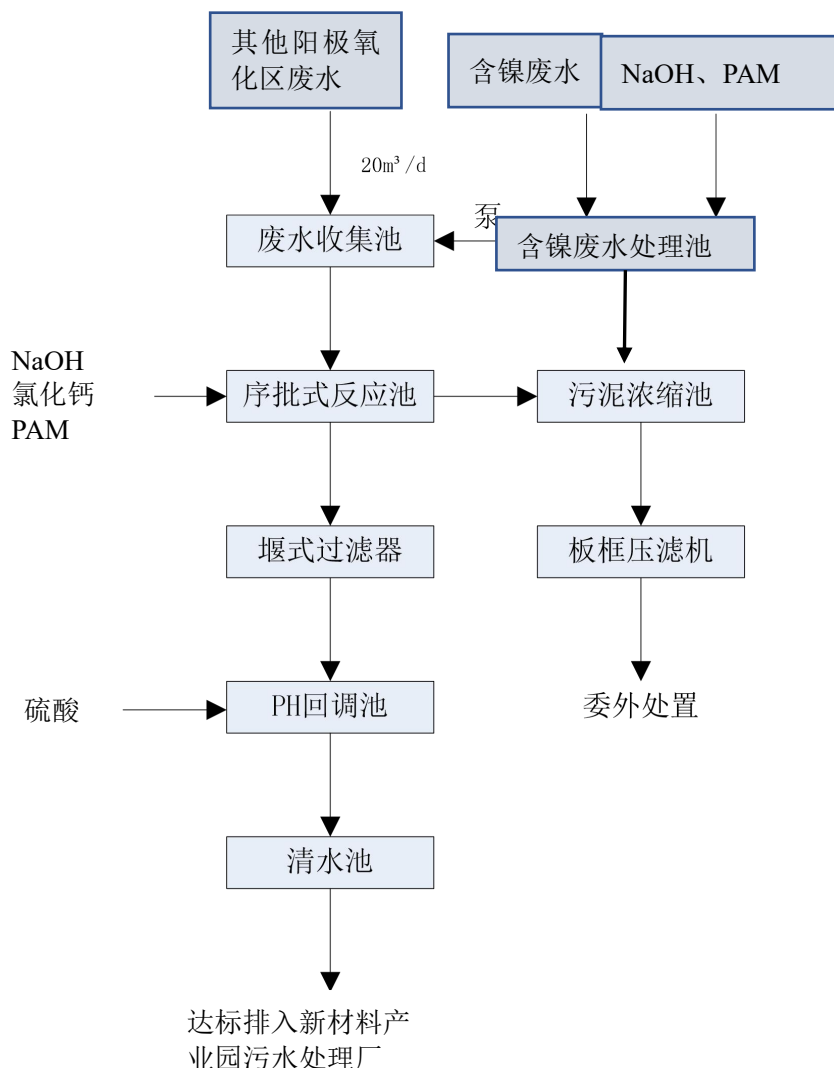 其他阳极氧
化区废水
含镍废水
NaOH、PAM
20m³/d
泵
废水收集池
含镍废水处理池
NaOH
氯化钙
PAM
序批式反应池
污泥浓缩池
堰式过滤器
板框压滤机
硫酸
PH回调池
委外处置
清水池
达标排入新材料产
业园污水处理厂